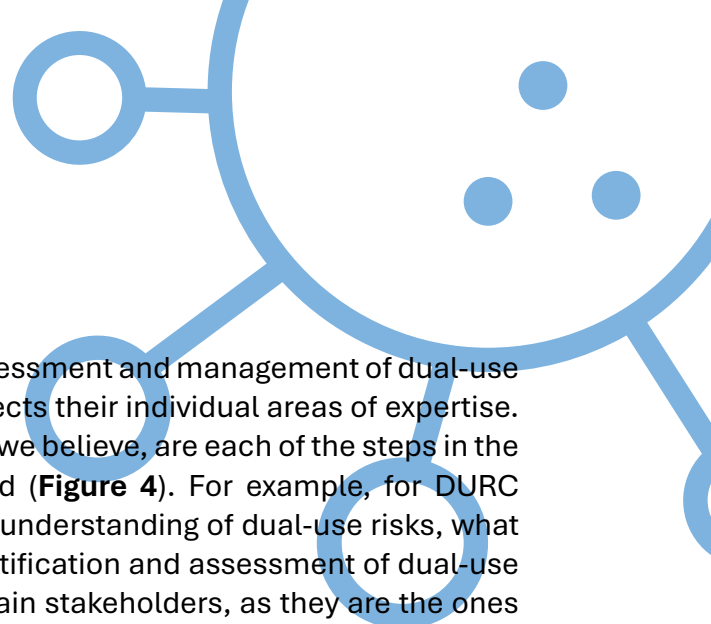 essment and management of dual-use
ects their individual areas of expertise.
we believe, are each of the steps in the
d (Figure 4). For example, for DURC
understanding of dual-use risks, what
tification and assessment of dual-use
ain stakeholders, as they are the ones